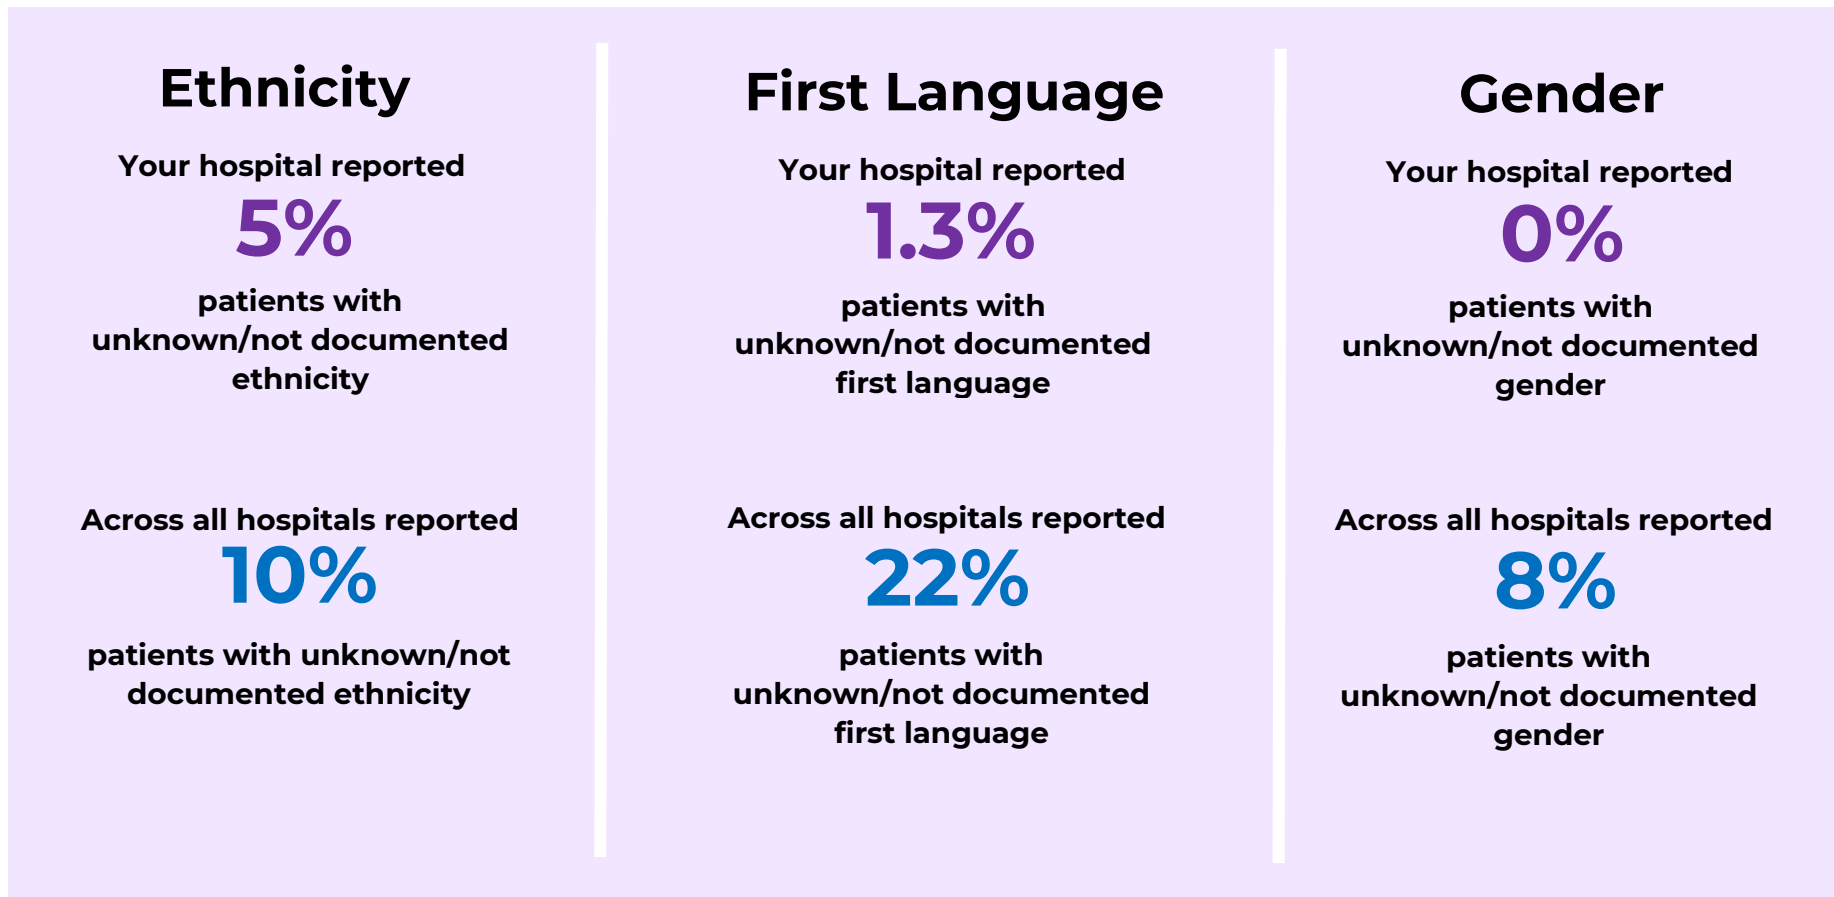 Ethnicity
Your hospital reported
5%
patients with
unknown/not documented
ethnicity
Across all hospitals reported
10%
patients with unknown/not
documented ethnicity
First Language
Your hospital reported
1.3%
patients with
unknown/not documented
first language
Across all hospitals reported
22%
patients with
unknown/not documented
first language
Gender
Your hospital reported
0%
patients with
unknown/not documented
gender
Across all hospitals reported
8%
patients with
unknown/not documented
gender